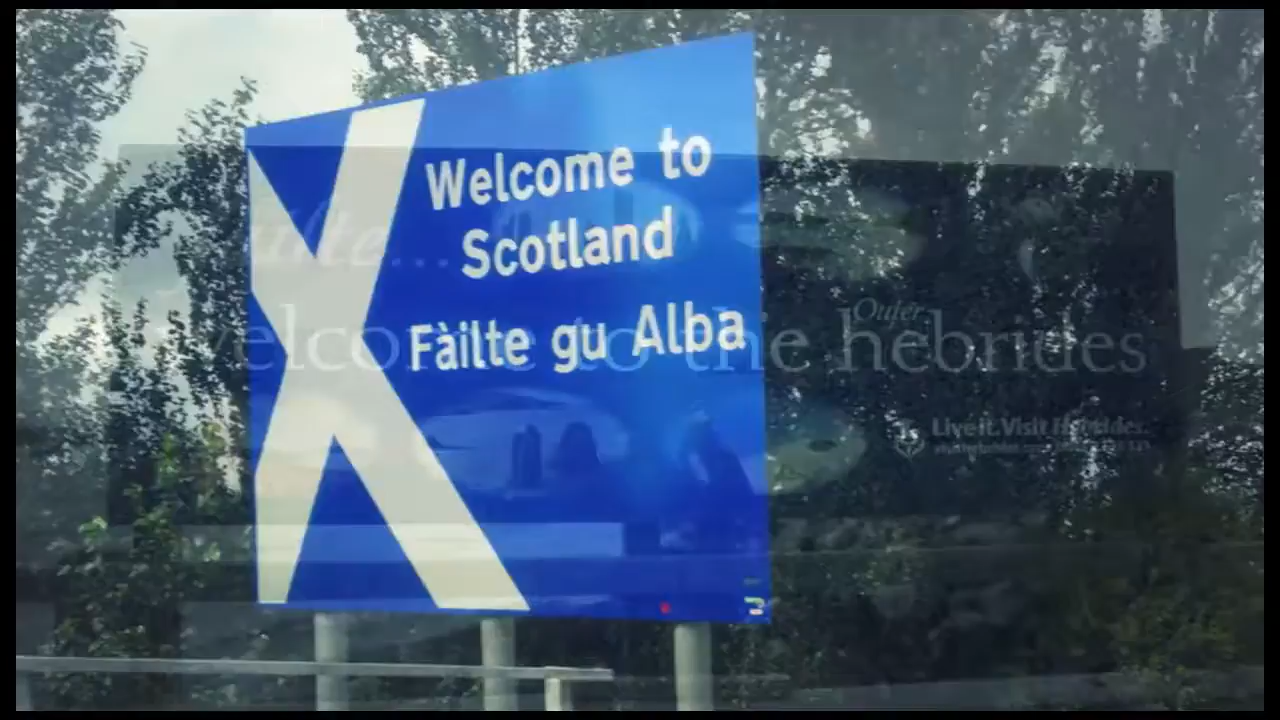 Welcome to
Scotland
Fàilte gu Alba
welcome to the hebrides
Live it. Visit Hebrides.